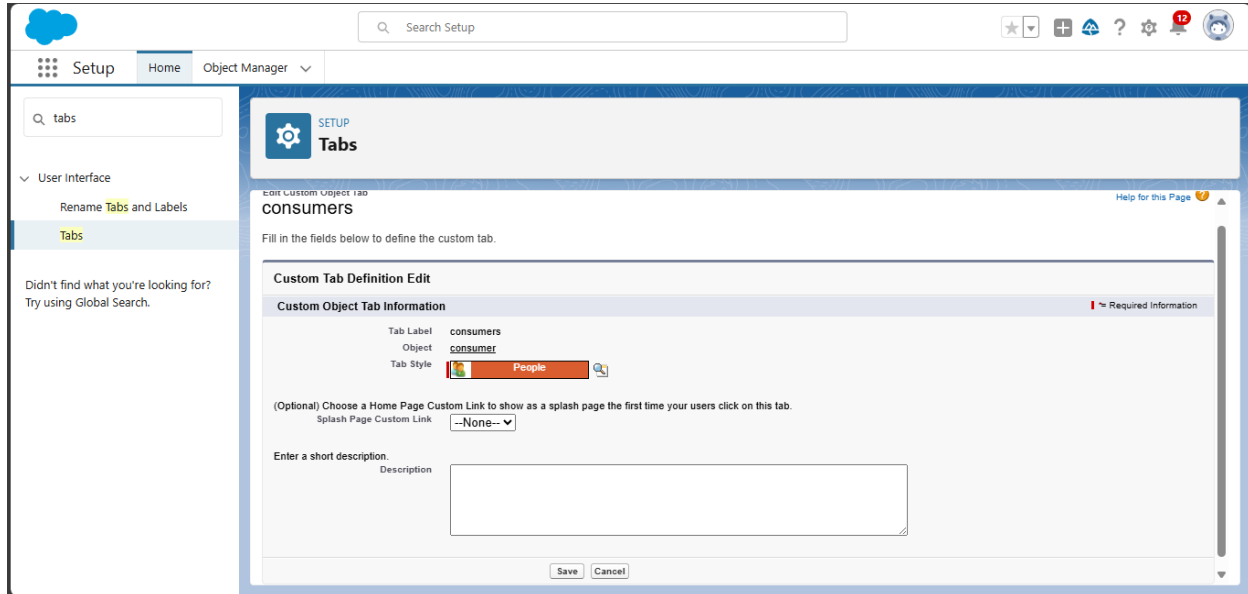 Search Setup
12
Setup
Home
Object Manager
tabs
User Interface
Rename Tabs and Labels
Tabs
Didn't find what you're looking for?
Try using Global Search.
SETUP
Tabs
Edit Custom Object Tab
consumers
Help for this Page
Fill in the fields below to define the custom tab.
Custom Tab Definition Edit
Custom Object Tab Information
= Required Information
Tab Label consumers
Object consumer
Tab Style People
(Optional) Choose a Home Page Custom Link to show as a splash page the first time your users click on this tab.
Splash Page Custom Link --None--
Enter a short description.
Description
Save Cancel